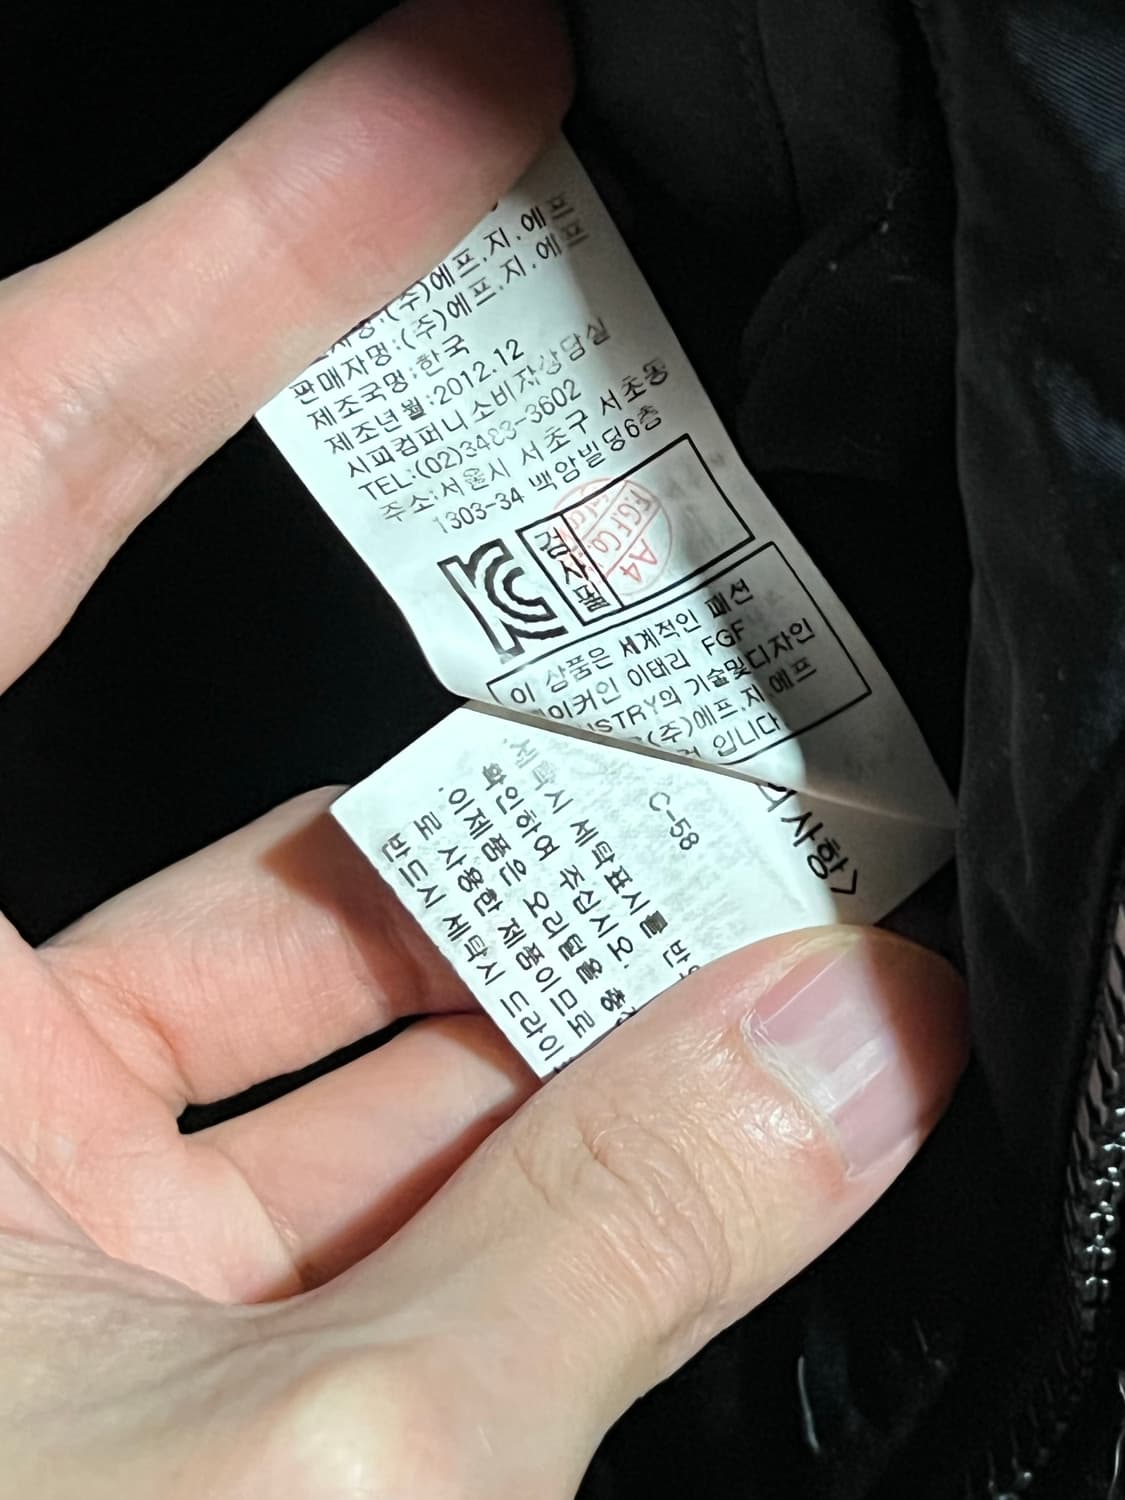 (주)에프.지.에프
판매자명:(주)에프.지.에프
제조국명:한국
제조년월:2012.12
시피컴퍼니소비자상담실
TEL:(02)3483-3602
주소:서울시 서초구 서초동
1303-34 백암빌딩6층
검사필
FGF Co.
A4
이 상품은 세계적인 패션
이커인 이태리 FGF
STRY의 기술및디자인
(주)에프.지.에프
입니다
사항>
C-58
세탁시 세탁표시를
확인하여 주십시오.
이제품은 오리털을
로 사용한 제품이므로
반드시 세탁시 드라이